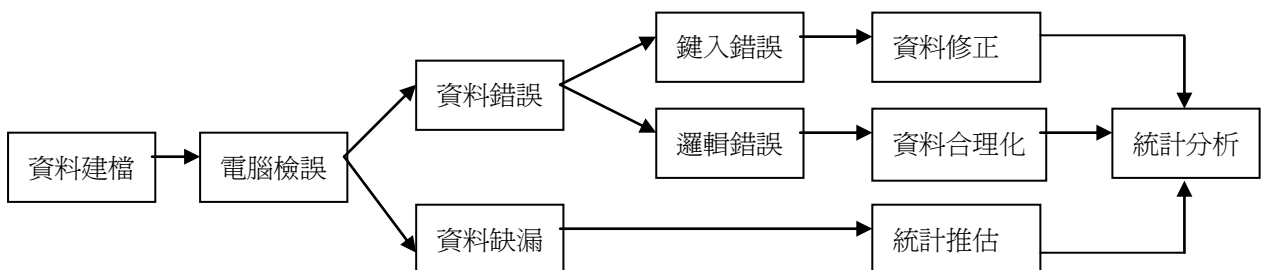 資料建檔
電腦檢誤
資料錯誤
鍵入錯誤
資料修正
邏輯錯誤
資料合理化
資料缺漏
統計推估
統計分析